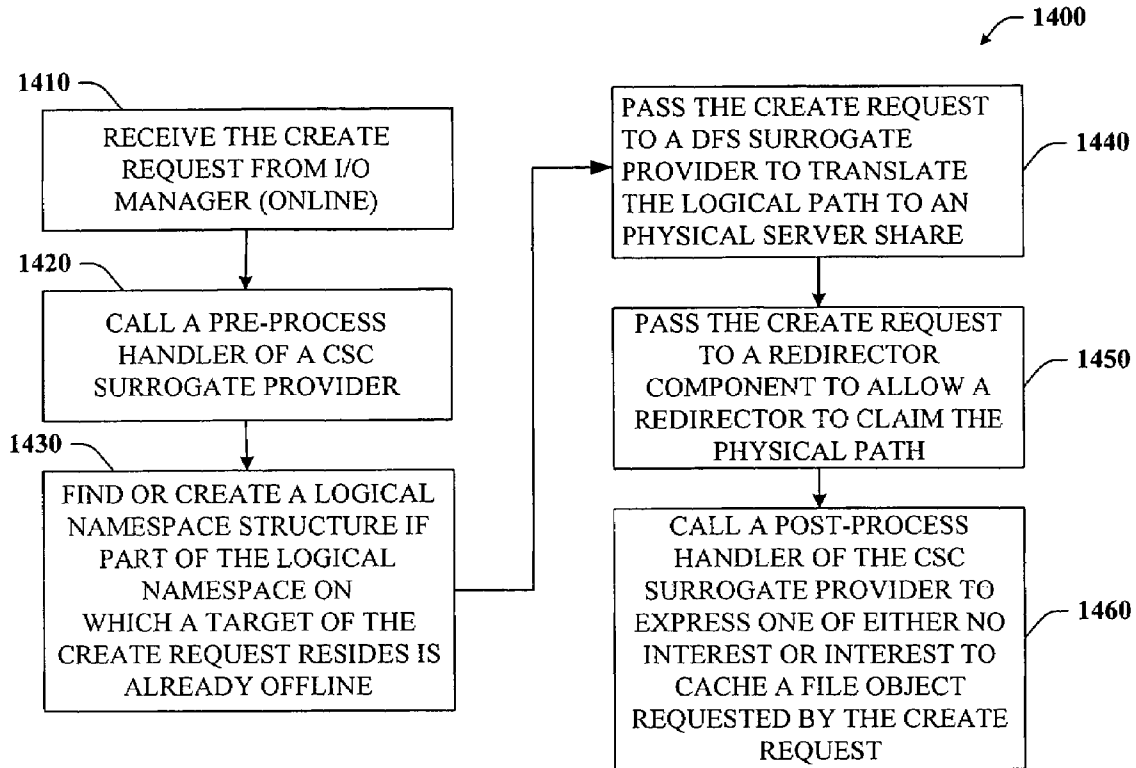 1400
1410
RECEIVE THE CREATE
REQUEST FROM I/O
MANAGER (ONLINE)
1420
CALL A PRE-PROCESS
HANDLER OF A CSC
SURROGATE PROVIDER
1430
FIND OR CREATE A LOGICAL
NAMESPACE STRUCTURE IF
PART OF THE LOGICAL
NAMESPACE ON
WHICH A TARGET OF THE
CREATE REQUEST RESIDES IS
ALREADY OFFLINE
PASS THE CREATE REQUEST
TO A DFS SURROGATE
PROVIDER TO TRANSLATE
THE LOGICAL PATH TO AN
PHYSICAL SERVER SHARE
1440
PASS THE CREATE REQUEST
TO A REDIRECTOR
COMPONENT TO ALLOW A
REDIRECTOR TO CLAIM THE
PHYSICAL PATH
1450
CALL A POST-PROCESS
HANDLER OF THE CSC
SURROGATE PROVIDER TO
EXPRESS ONE OF EITHER NO
INTEREST OR INTEREST TO
CACHE A FILE OBJECT
REQUESTED BY THE CREATE
REQUEST
1460